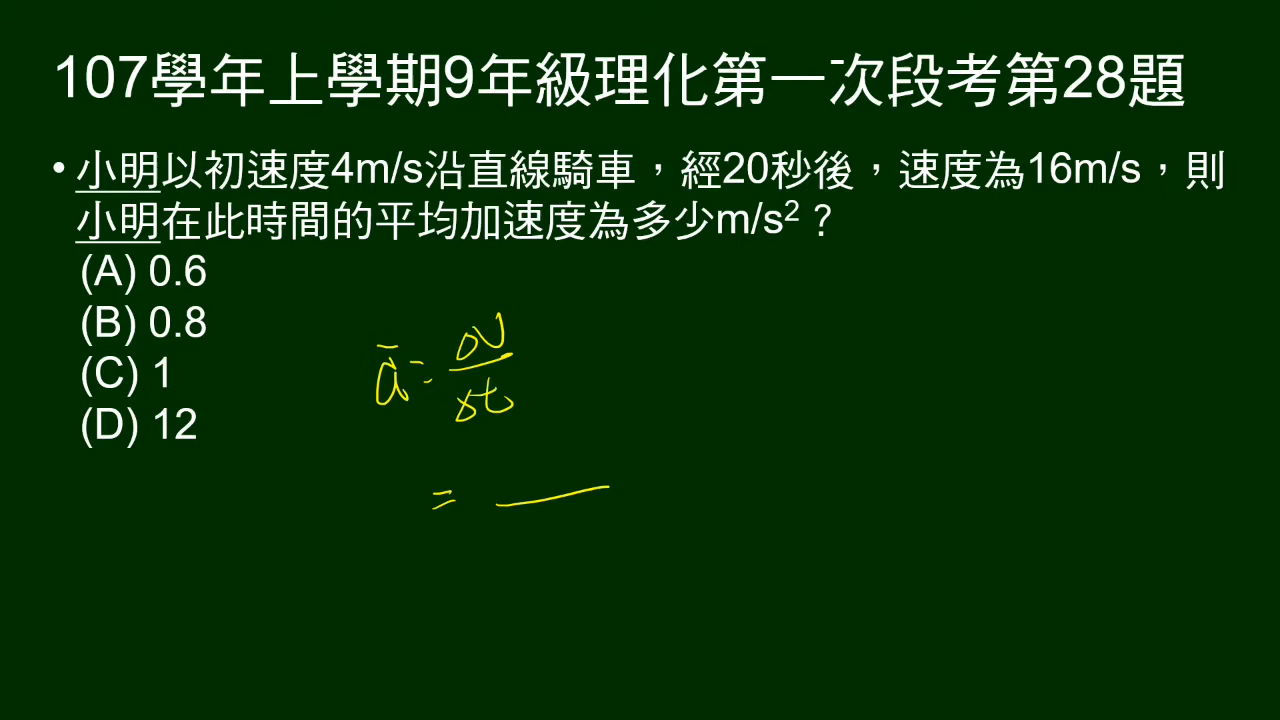 107學年上學期9年級理化第一次段考第28題
• 小明以初速度4m/s沿直線騎車，經20秒後，速度為16m/s，則
小明在此時間的平均加速度為多少m/s²？
(A) 0.6
(B) 0.8
(C) 1
(D) 12
ā = ΔV/Δt
=